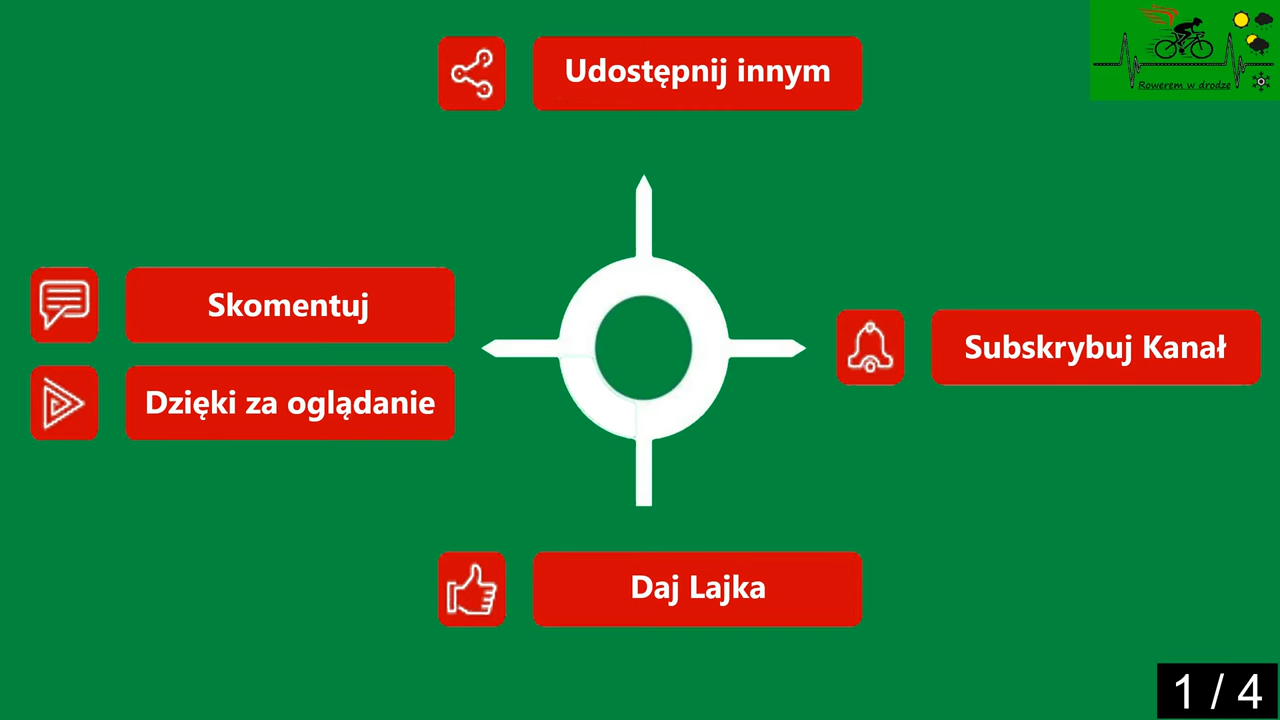 Udostępnij innym
Rowerem w drodze
Skomentuj
Dzięki za oglądanie
Subskrybuj Kanał
Daj Lajka
1 / 4